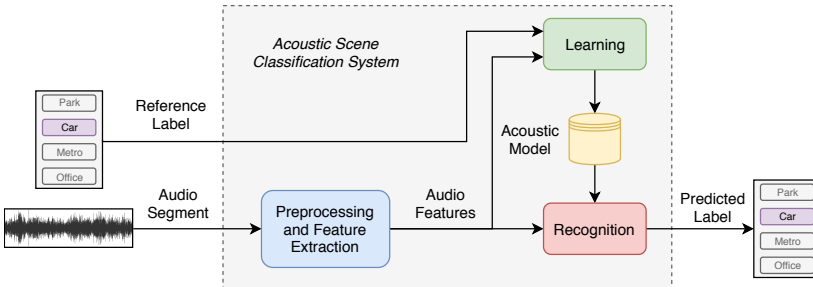 Acoustic Scene
Classification System
Learning
Park
Car
Metro
Office
Reference
Label
Acoustic
Model
Audio
Segment
Preprocessing
and Feature
Extraction
Audio
Features
Recognition
Predicted
Label
Park
Car
Metro
Office